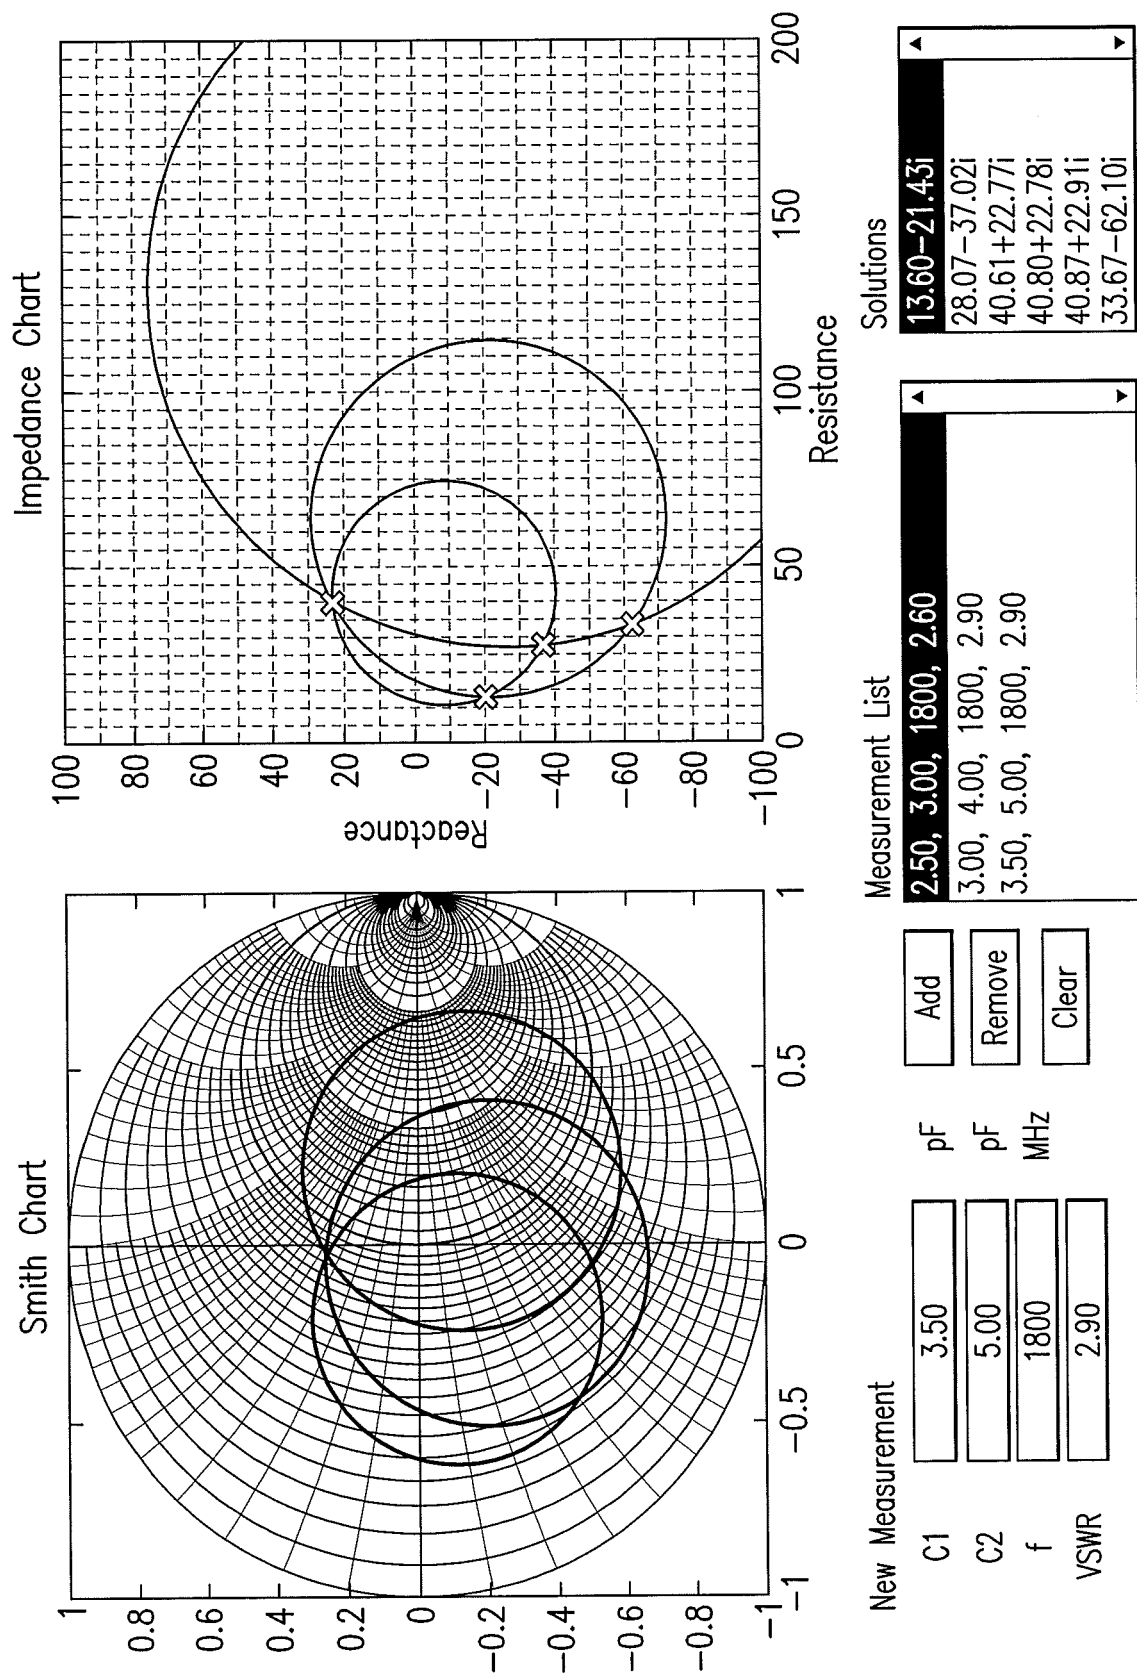 Smith Chart
1
0.8
0.6
0.4
0.2
0
-0.2
-0.4
-0.6
-0.8
-1
-1
-0.5
0
0.5
1
Impedance Chart
Reactance
100
80
60
40
20
0
-20
-40
-60
-80
-100
0
50
100
150
200
Resistance
New Measurement
C1 3.50 pF
C2 5.00 pF
f 1800 MHz
VSWR 2.90
Add
Remove
Clear
Measurement List
2.50, 3.00, 1800, 2.60
3.00, 4.00, 1800, 2.90
3.50, 5.00, 1800, 2.90
Solutions
13.60-21.43i
28.07-37.02i
40.61+22.77i
40.80+22.78i
40.87+22.91i
33.67-62.10i